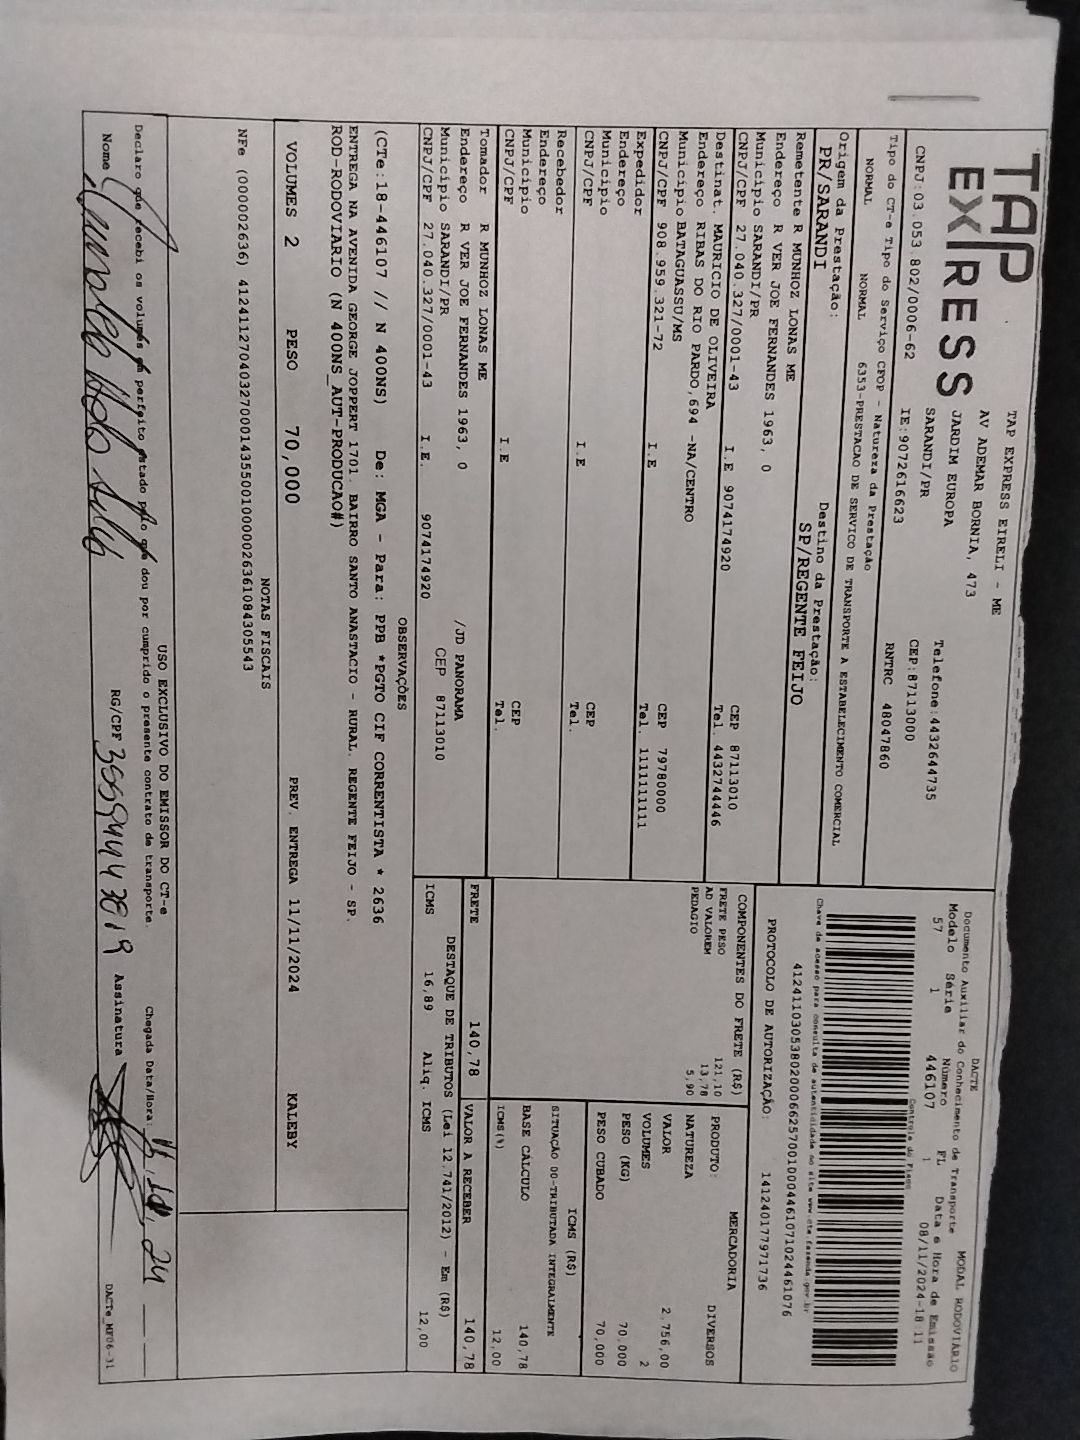 TAP EXPRESS
TAP EXPRESS EIRELI - ME
AV ADEMAR BORNIA, 473
JARDIM EUROPA
SARANDI/PR
Telefone:4432644735
CEP:87113000
CNPJ:03.053.802/0006-62
IE:9072616623
RNTRC 48047860
Tipo do CT-e Tipo do Serviço CFOP - Natureza da Prestação
NORMAL NORMAL 6353-PRESTACAO DE SERVICO DE TRANSPORTE A ESTABELECIMENTO COMERCIAL
Origem da Prestação: Destino da Prestação:
PR/SARANDI SP/REGENTE FEIJO
Remetente R MUNHOZ LONAS ME
Endereço R VER JOE FERNANDES 1963, 0
Município SARANDI/PR CEP 87113010
CNPJ/CPF 27.040.327/0001-43 I.E 9074174920 Tel. 4432744446
Destinat. MAURICIO DE OLIVEIRA
Endereço RIBAS DO RIO PARDO,694 -NA/CENTRO
Município BATAGUASSU/MS CEP 79780000
CNPJ/CPF 908.959.321-72 I.E Tel. 1111111111
Expedidor
Endereço
Município CEP
CNPJ/CPF I.E Tel.
Recebedor
Endereço
Município CEP
CNPJ/CPF I.E Tel.
Tomador R MUNHOZ LONAS ME
Endereço R VER JOE FERNANDES 1963, 0 /JD PANORAMA
Município SARANDI/PR CEP 87113010
CNPJ/CPF 27.040.327/0001-43 I.E. 9074174920
DACTE MODAL RODOVIÁRIO
Documento Auxiliar do Conhecimento de Transporte
Modelo Série Número FL Data e Hora de Emissão
57 1 446107 1 08/11/2024-18:11
Controle do Fisco
Chave de acesso para consulta de autenticidade no site www.cte.fazenda.gov.br
41241103053802000662570010004461071024461076
PROTOCOLO DE AUTORIZAÇÃO: 141240177971736
COMPONENTES DO FRETE (R$)
FRETE PESO 121,10
AD VALOREM 13,78
PEDAGIO 5,90
MERCADORIA
PRODUTO: DIVERSOS
NATUREZA
VALOR 2.756,00
VOLUMES 2
PESO (KG) 70.000
PESO CUBADO 70,000
ICMS (R$)
SITUAÇÃO 00-TRIBUTADA INTEGRALMENTE
BASE CÁLCULO 140,78
ICMS(%) 12,00
FRETE 140,78 VALOR A RECEBER 140,78
DESTAQUE DE TRIBUTOS (Lei 12.741/2012) - Em (R$)
ICMS 16,89 Aliq. ICMS 12,00
OBSERVAÇÕES
(CTe:18-446107 // N 400NS) De: MGA - Para: PPB *PGTO CIF CORRENTISTA * 2636
ENTREGA NA AVENIDA GEORGE JOPPERT 1701. BAIRRO SANTO ANASTACIO - RURAL. REGENTE FEIJO - SP.
ROD-RODOVIARIO (N 400NS_AUT-PRODUCAO#)
VOLUMES 2 PESO 70,000 PREV. ENTREGA 11/11/2024 KALEBY
NOTAS FISCAIS
NFe (000002636) 41241127040327000143550010000026361084305543
USO EXCLUSIVO DO EMISSOR DO CT-e
Declaro que recebi os volumes em perfeito estado pelo que dou por cumprido o presente contrato de transporte. Chegada Data/Hora:
Nome RG/CPF Assinatura
DACTe_MF06-31